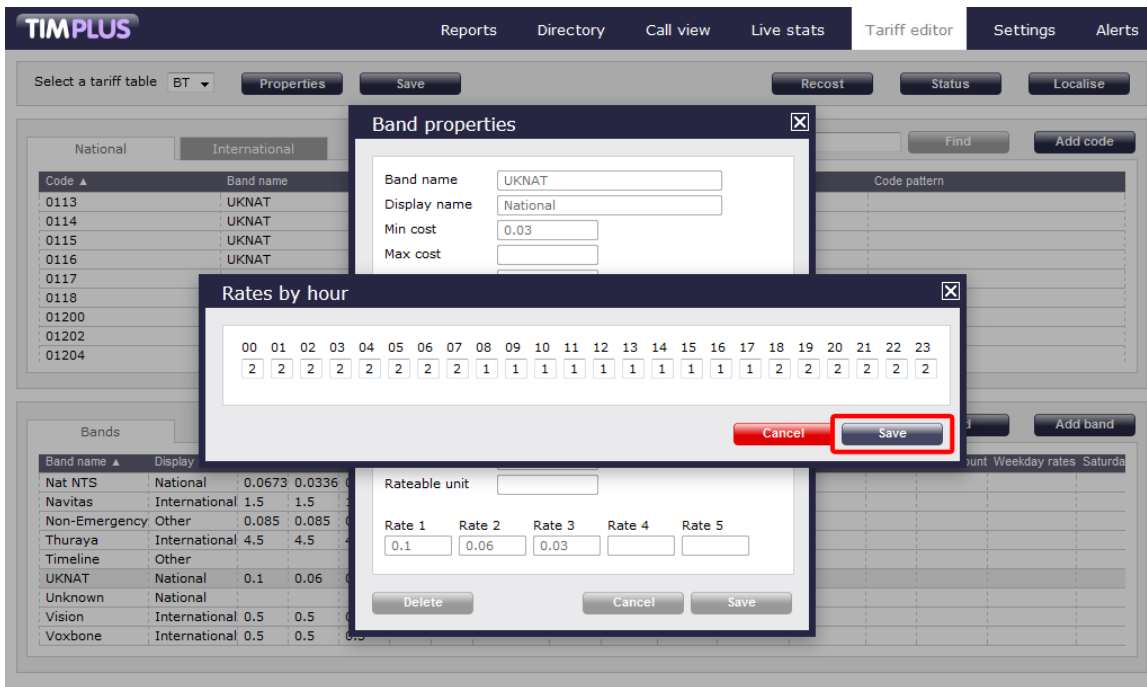 TIMPLUS Reports Directory Call view Live stats Tariff editor Settings Alerts
Select a tariff table BT Properties Save Recost Status Localise
Band properties
National International Find Add code
Code ▲ Band name Code pattern
Band name UKNAT
Display name National
Min cost 0.03
Max cost
0113 UKNAT
0114 UKNAT
0115 UKNAT
0116 UKNAT
0117
0118
01200
01202
01204
Rates by hour
00 01 02 03 04 05 06 07 08 09 10 11 12 13 14 15 16 17 18 19 20 21 22 23
2 2 2 2 2 2 2 2 1 1 1 1 1 1 1 1 1 1 2 2 2 2 2 2
Cancel Save
Bands Add band
Band name ▲ Display Weekday rates
Nat NTS National 0.0673 0.0336
Navitas International 1.5 1.5
Non-Emergency Other 0.085 0.085
Thuraya International 4.5 4.5
Timeline Other
UKNAT National 0.1 0.06
Unknown National
Vision International 0.5 0.5
Voxbone International 0.5 0.5 0.5
Rateable unit
Rate 1 Rate 2 Rate 3 Rate 4 Rate 5
0.1 0.06 0.03
Delete Cancel Save